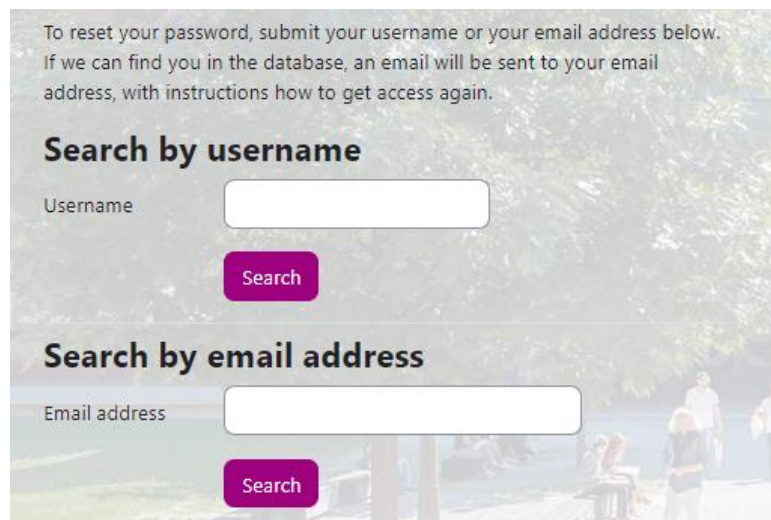 To reset your password, submit your username or your email address below.
If we can find you in the database, an email will be sent to your email
address, with instructions how to get access again.
Search by username
Username
Search
Search by email address
Email address
Search